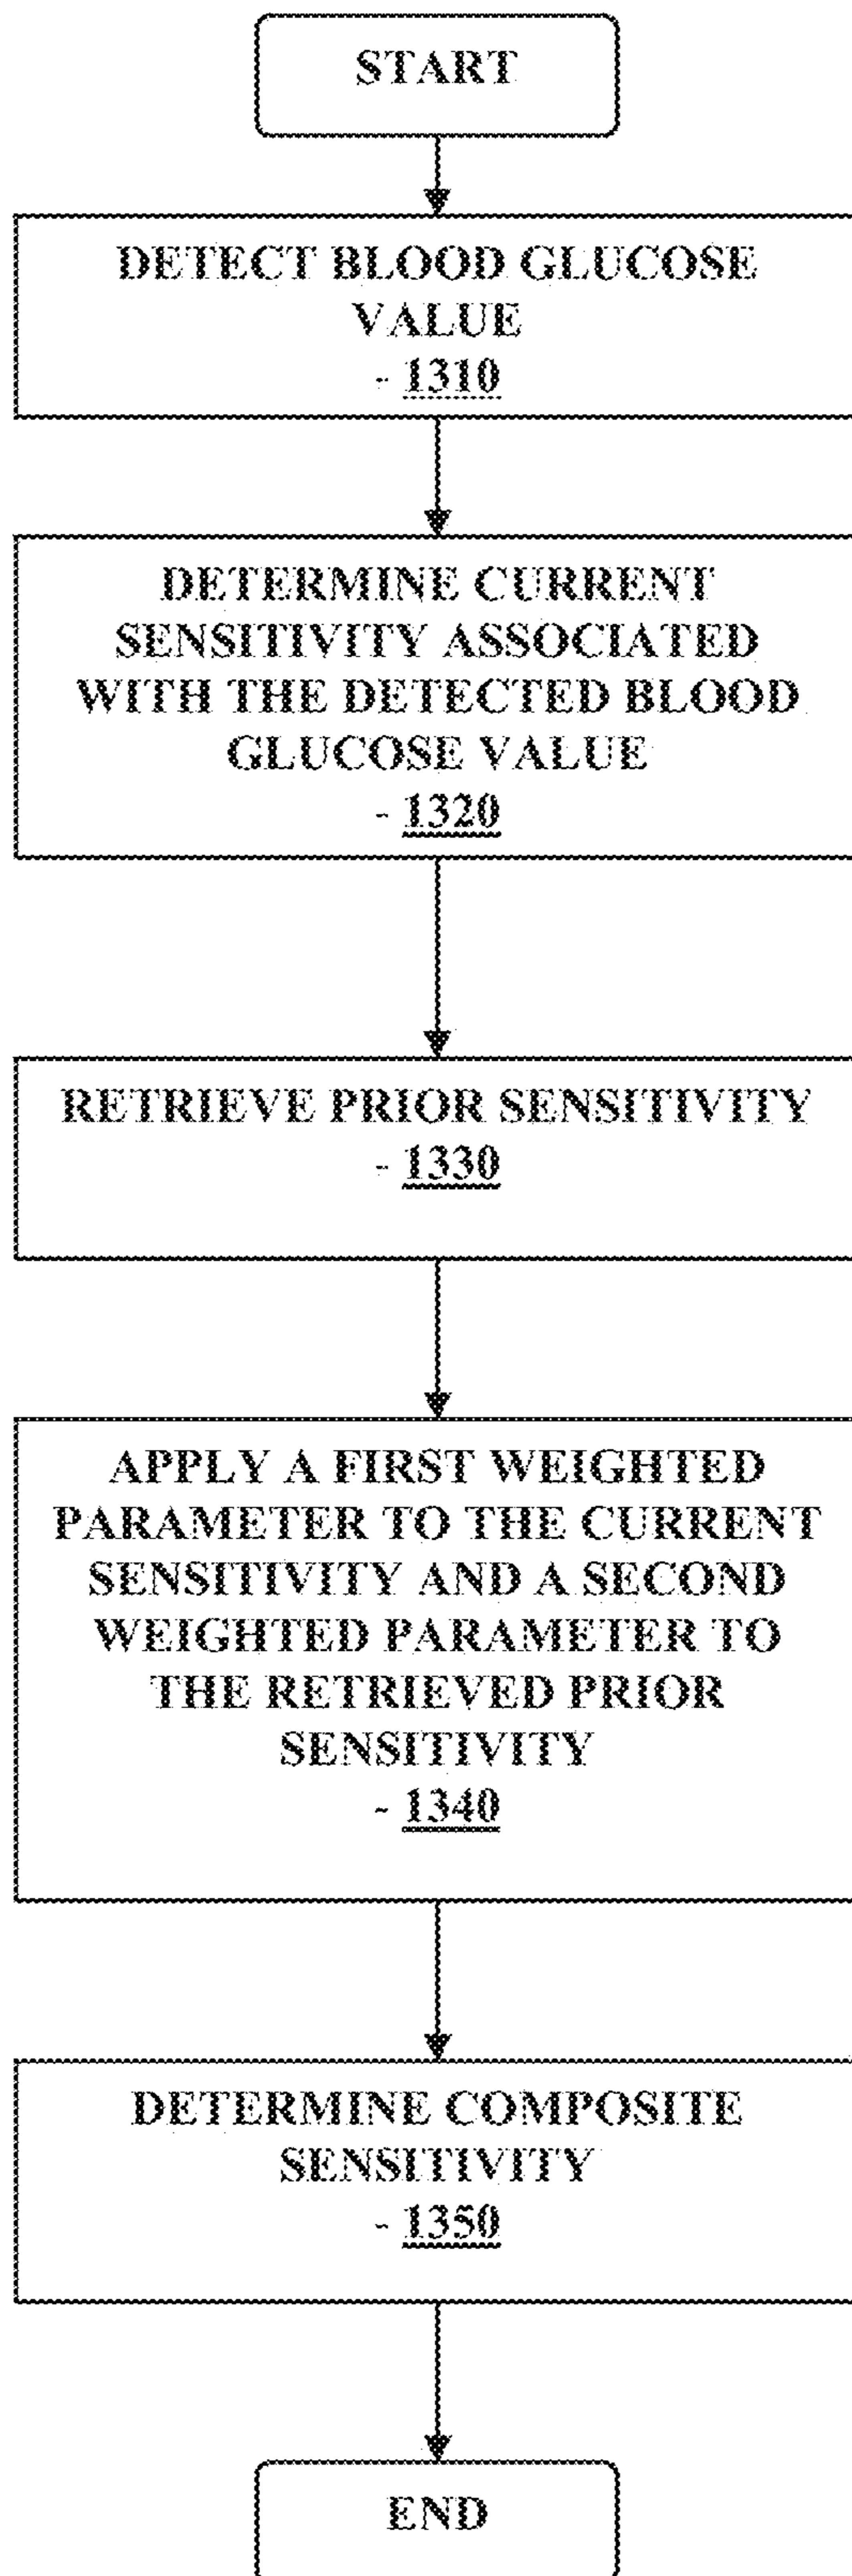 START
DETECT BLOOD GLUCOSE
VALUE
- 1310
DETERMINE CURRENT
SENSITIVITY ASSOCIATED
WITH THE DETECTED BLOOD
GLUCOSE VALUE
- 1320
RETRIEVE PRIOR SENSITIVITY
- 1330
APPLY A FIRST WEIGHTED
PARAMETER TO THE CURRENT
SENSITIVITY AND A SECOND
WEIGHTED PARAMETER TO
THE RETRIEVED PRIOR
SENSITIVITY
- 1340
DETERMINE COMPOSITE
SENSITIVITY
- 1350
END